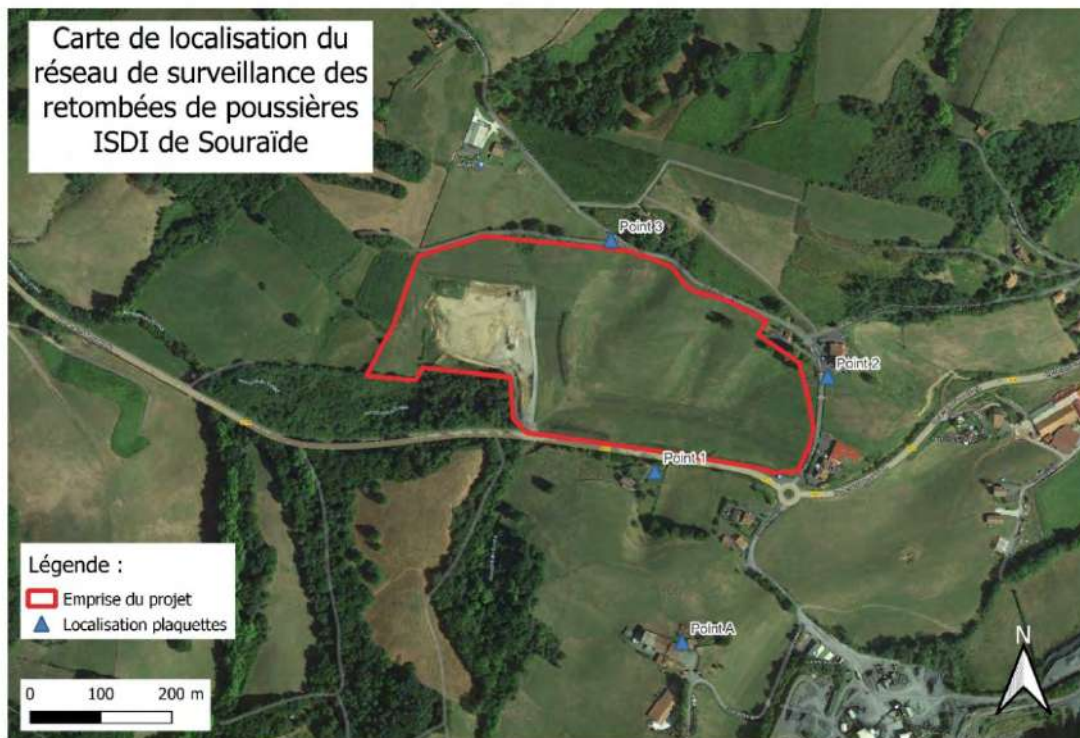 Carte de localisation du
réseau de surveillance des
retombées de poussières
ISDI de Souraïde
Point 3
Point 2
Point 1
Point A
Légende :
Emprise du projet
Localisation plaquettes
0 100 200 m
N